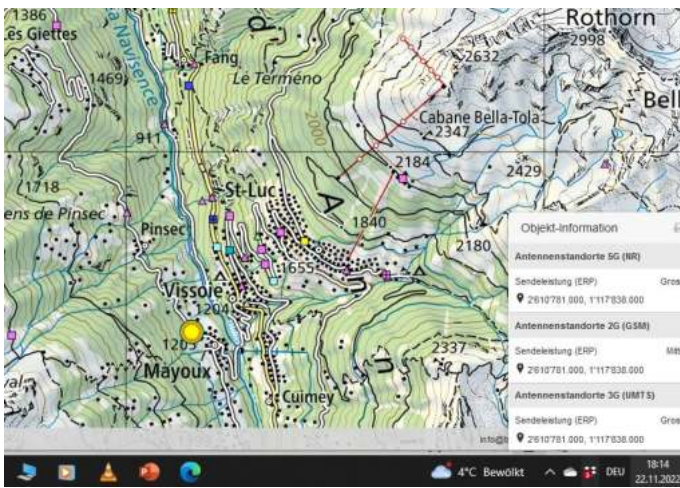 1386
Les Giettes
la Navisence
Fang
1469
Le Terméno
2000
911
1718
ens de Pinsec
Pinsec
St-Luc
1655
Vissoie
1204
120
Mayoux
Cuimey
d
A
n
n
1840
2184
2180
2337
2429
2347
Cabane Bella-Tola
2632
Rothorn
2998
Bel
Objekt-information
Antennenstandorte 5G (NR)
Sendeleistung (ERP) Gros
2'610'781.000, 1'117'838.000
Antennenstandorte 2G (GSM)
Sendeleistung (ERP) Mitt
2'610'781.000, 1'117'838.000
Antennenstandorte 3G (UMTS)
Sendeleistung (ERP) Gros
2'610'781.000, 1'117'838.000
4°C Bewölkt
DEU
18:14
22.11.2022